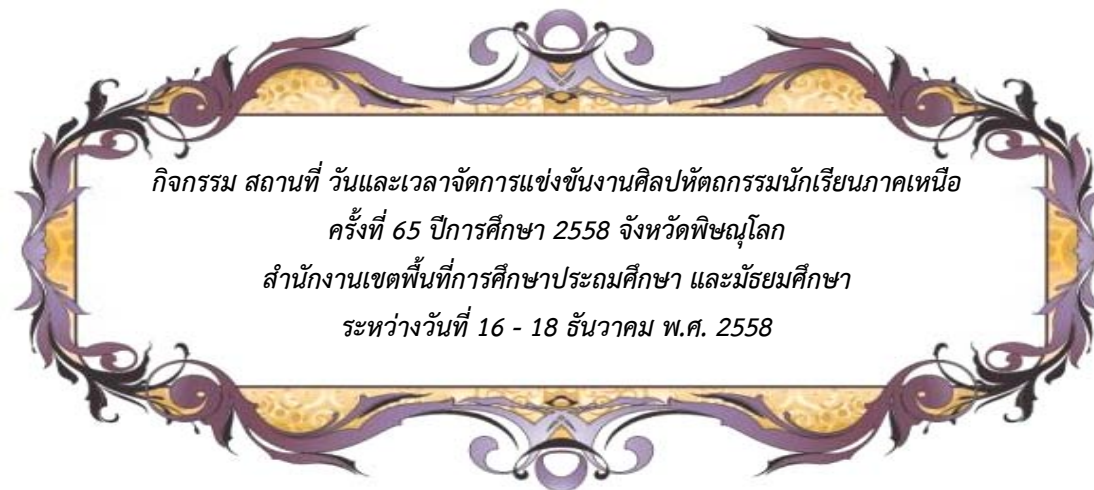 กิจกรรม สถานที่ วันและเวลาจัดการแข่งขันงานศิลปหัตถกรรมนักเรียนภาคเหนือ
ครั้งที่ 65 ปีการศึกษา 2558 จังหวัดพิษณุโลก
สำนักงานเขตพื้นที่การศึกษาประถมศึกษา และมัธยมศึกษา
ระหว่างวันที่ 16 - 18 ธันวาคม พ.ศ. 2558